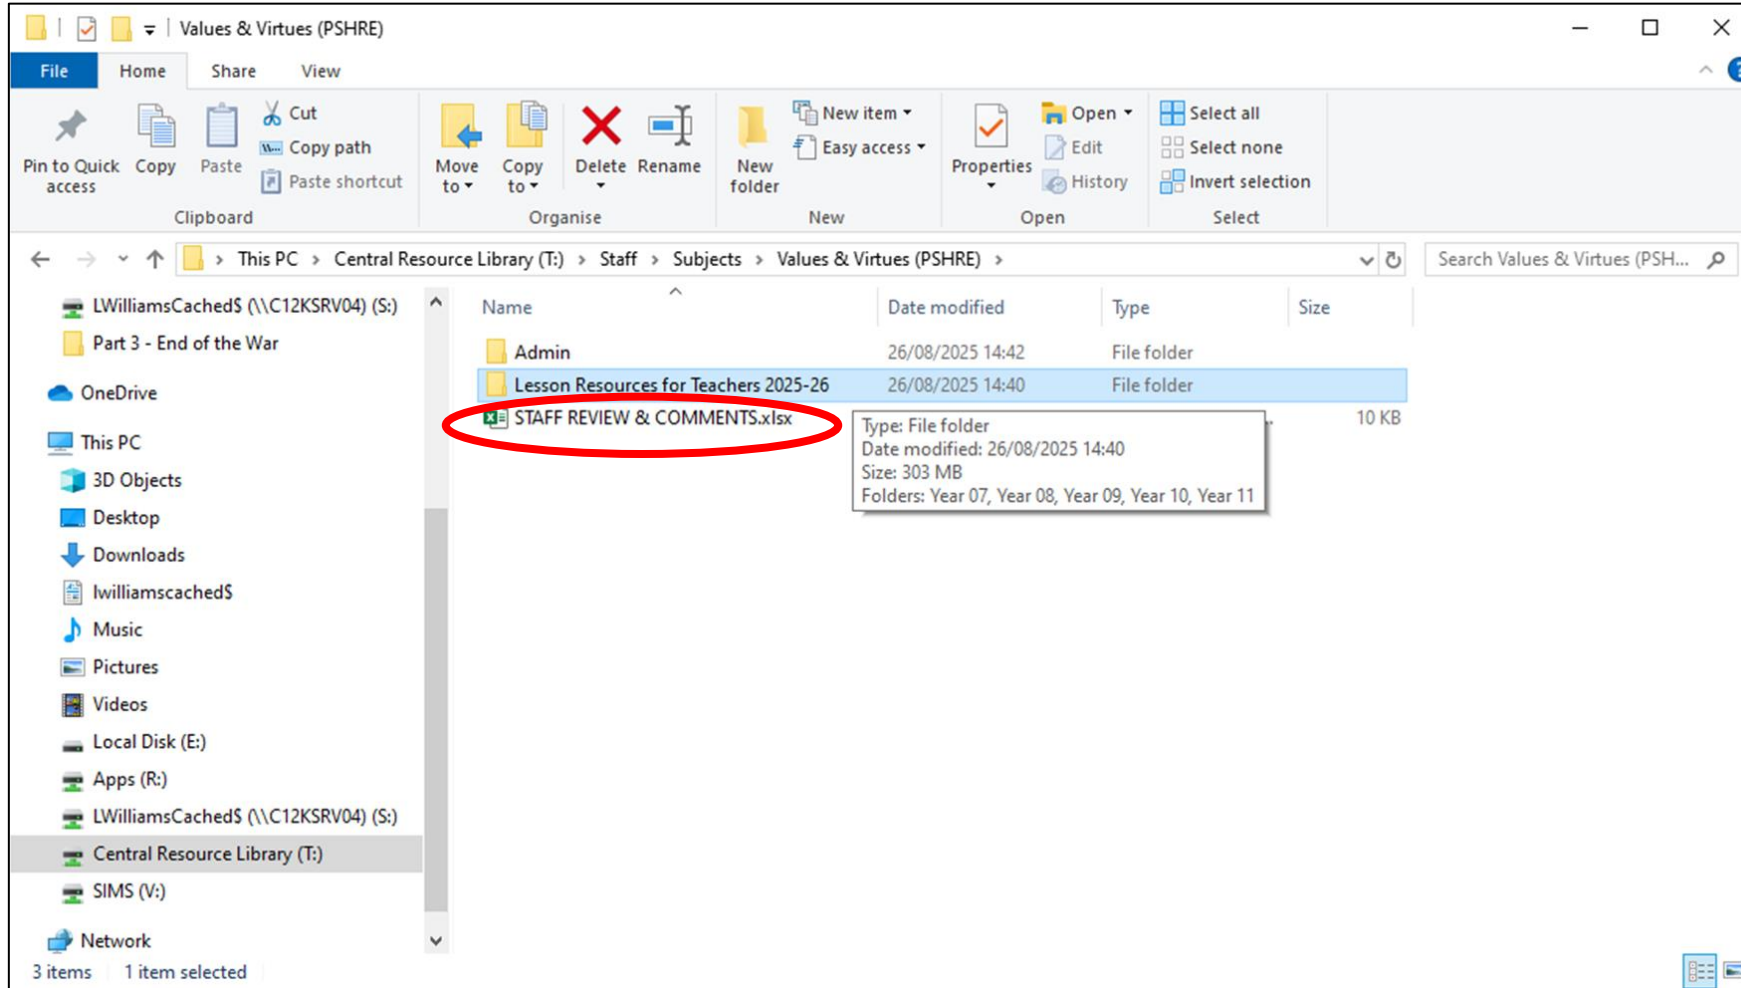 Values & Virtues (PSHRE)
File Home Share View
Pin to Quick access
Copy
Paste
Cut
Copy path
Paste shortcut
Clipboard
Move to
Copy to
Delete
Rename
Organise
New folder
New item
Easy access
New
Properties
Open
Edit
History
Open
Select all
Select none
Invert selection
Select
This PC > Central Resource Library (T:) > Staff > Subjects > Values & Virtues (PSHRE) >
Search Values & Virtues (PSH...
LWilliamsCached$ (\\C12KSRV04) (S:)
Part 3 - End of the War
OneDrive
This PC
3D Objects
Desktop
Downloads
lwilliamscached$
Music
Pictures
Videos
Local Disk (E:)
Apps (R:)
LWilliamsCached$ (\\C12KSRV04) (S:)
Central Resource Library (T:)
SIMS (V:)
Network
Name Date modified Type Size
Admin 26/08/2025 14:42 File folder
Lesson Resources for Teachers 2025-26 26/08/2025 14:40 File folder
STAFF REVIEW & COMMENTS.xlsx 10 KB
Type: File folder
Date modified: 26/08/2025 14:40
Size: 303 MB
Folders: Year 07, Year 08, Year 09, Year 10, Year 11
3 items 1 item selected